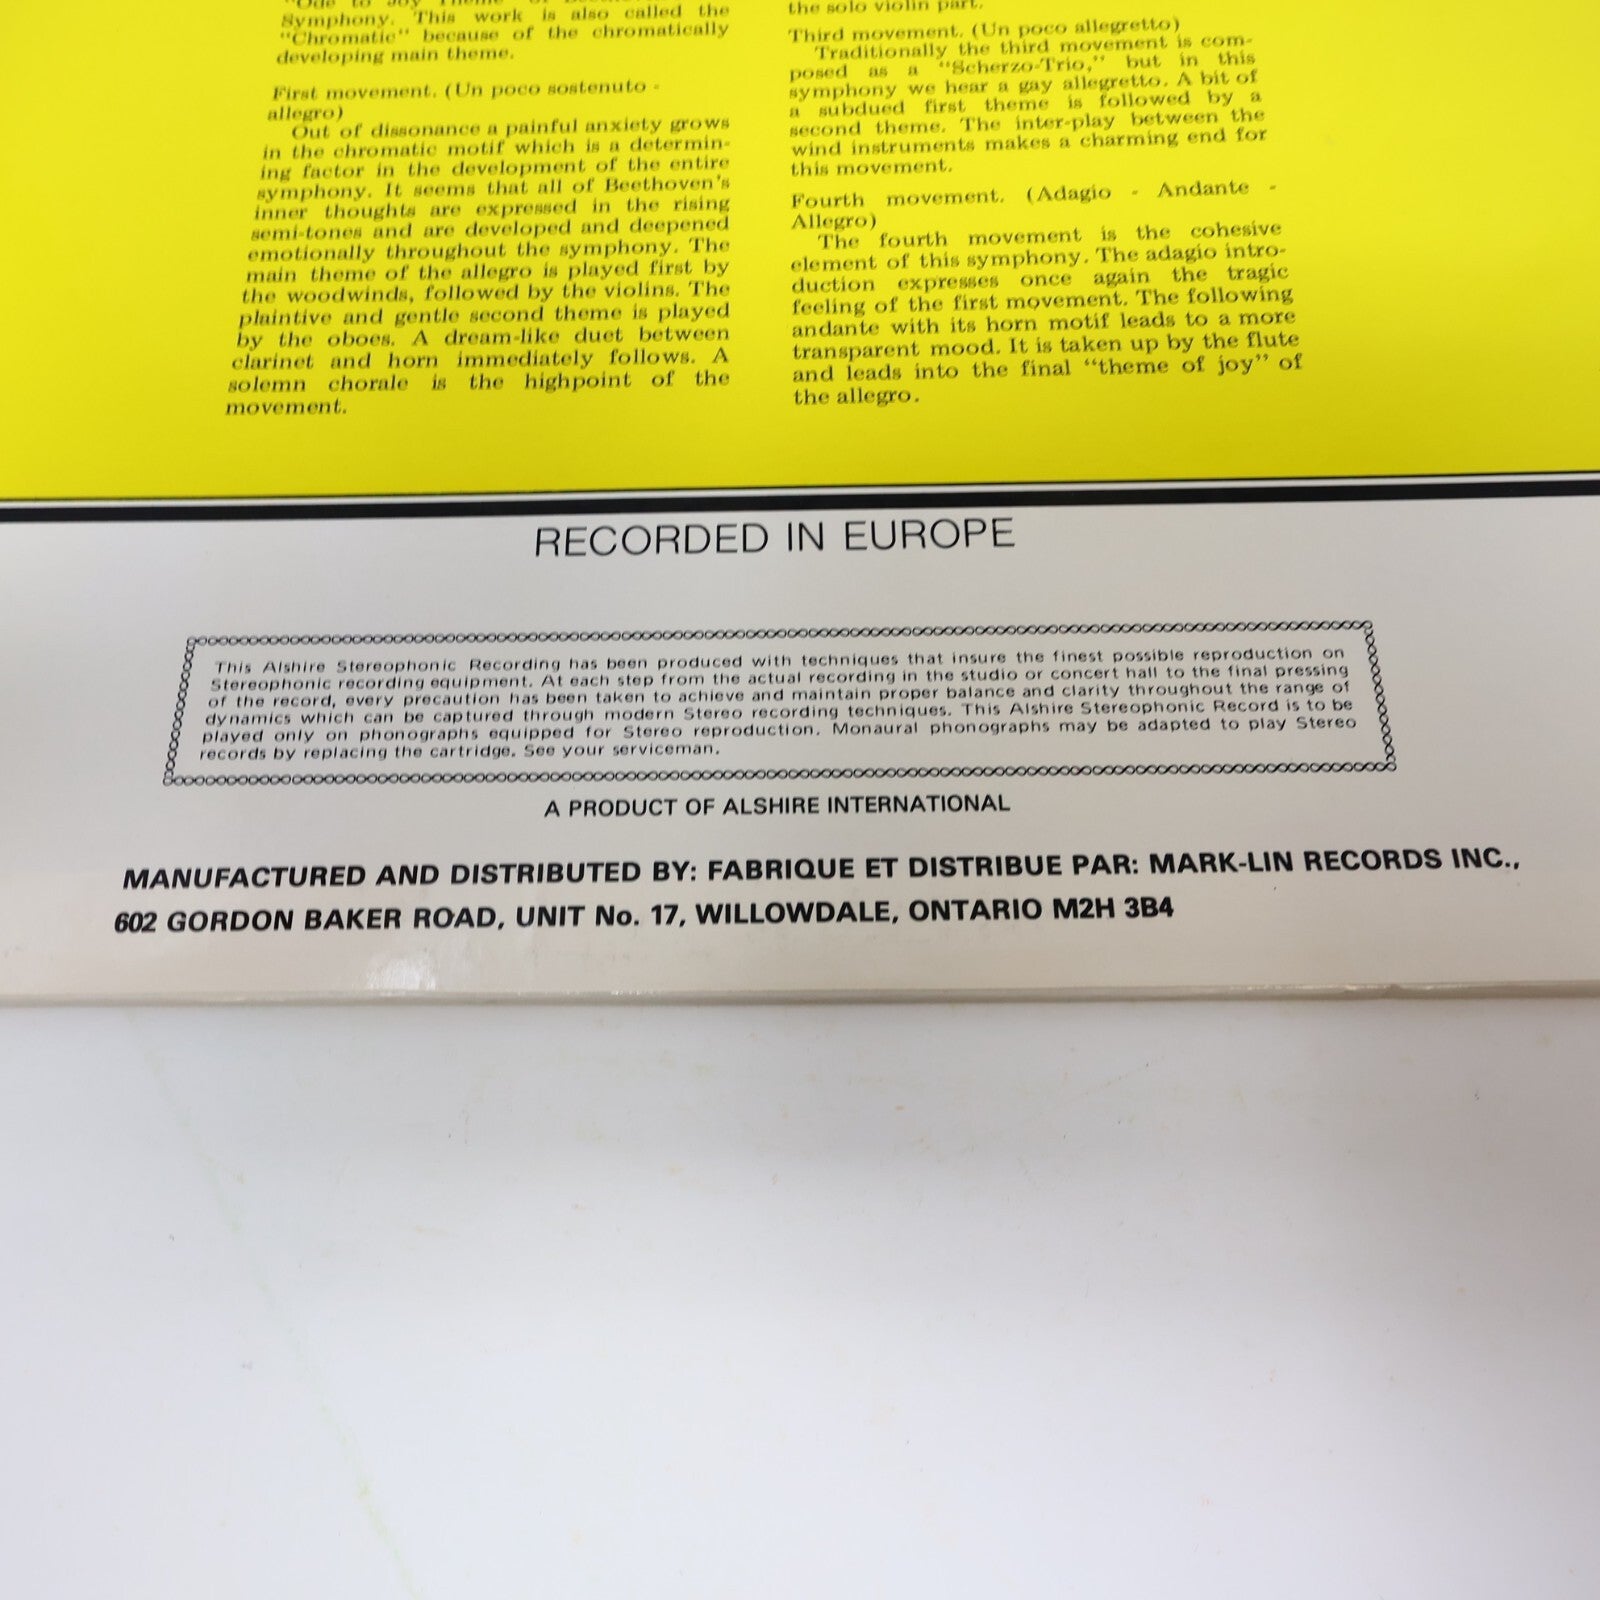 "Ode to Joy Theme" of Beethoven's
Symphony. This work is also called the
"Chromatic" because of the chromatically
developing main theme.
First movement. (Un poco sostenuto -
allegro)
Out of dissonance a painful anxiety grows
in the chromatic motif which is a determin-
ing factor in the development of the entire
symphony. It seems that all of Beethoven's
inner thoughts are expressed in the rising
semi-tones and are developed and deepened
emotionally throughout the symphony. The
main theme of the allegro is played first by
the woodwinds, followed by the violins. The
plaintive and gentle second theme is played
by the oboes. A dream-like duet between
clarinet and horn immediately follows. A
solemn chorale is the highpoint of the
movement.
the solo violin part.
Third movement. (Un poco allegretto)
Traditionally the third movement is com-
posed as a "Scherzo-Trio," but in this
symphony we hear a gay allegretto. A bit of
a subdued first theme is followed by a
second theme. The inter-play between the
wind instruments makes a charming end for
this movement.
Fourth movement. (Adagio - Andante -
Allegro)
The fourth movement is the cohesive
element of this symphony. The adagio intro-
duction expresses once again the tragic
feeling of the first movement. The following
andante with its horn motif leads to a more
transparent mood. It is taken up by the flute
and leads into the final "theme of joy" of
the allegro.
RECORDED IN EUROPE
This Alshire Stereophonic Recording has been produced with techniques that insure the finest possible reproduction on
Stereophonic recording equipment. At each step from the actual recording in the studio or concert hall to the final pressing
of the record, every precaution has been taken to achieve and maintain proper balance and clarity throughout the range of
dynamics which can be captured through modern Stereo recording techniques. This Alshire Stereophonic Record is to be
played only on phonographs equipped for Stereo reproduction. Monaural phonographs may be adapted to play Stereo
records by replacing the cartridge. See your serviceman.
A PRODUCT OF ALSHIRE INTERNATIONAL
MANUFACTURED AND DISTRIBUTED BY: FABRIQUE ET DISTRIBUE PAR: MARK-LIN RECORDS INC.,
602 GORDON BAKER ROAD, UNIT No. 17, WILLOWDALE, ONTARIO M2H 3B4